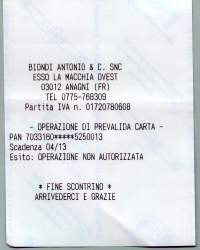 BIONDI ANTONIO & C. SNC
ESSO LA MACCHIA OVEST
03012 ANAGNI (FR)
TEL 0775-768309
Partita IVA n. 01720780608
- OPERAZIONE DI PREVALIDA CARTA -
PAN 7033160*****5250013
Scadenza 04/13
Esito: OPERAZIONE NON AUTORIZZATA
* FINE SCONTRINO *
ARRIVEDERCI E GRAZIE